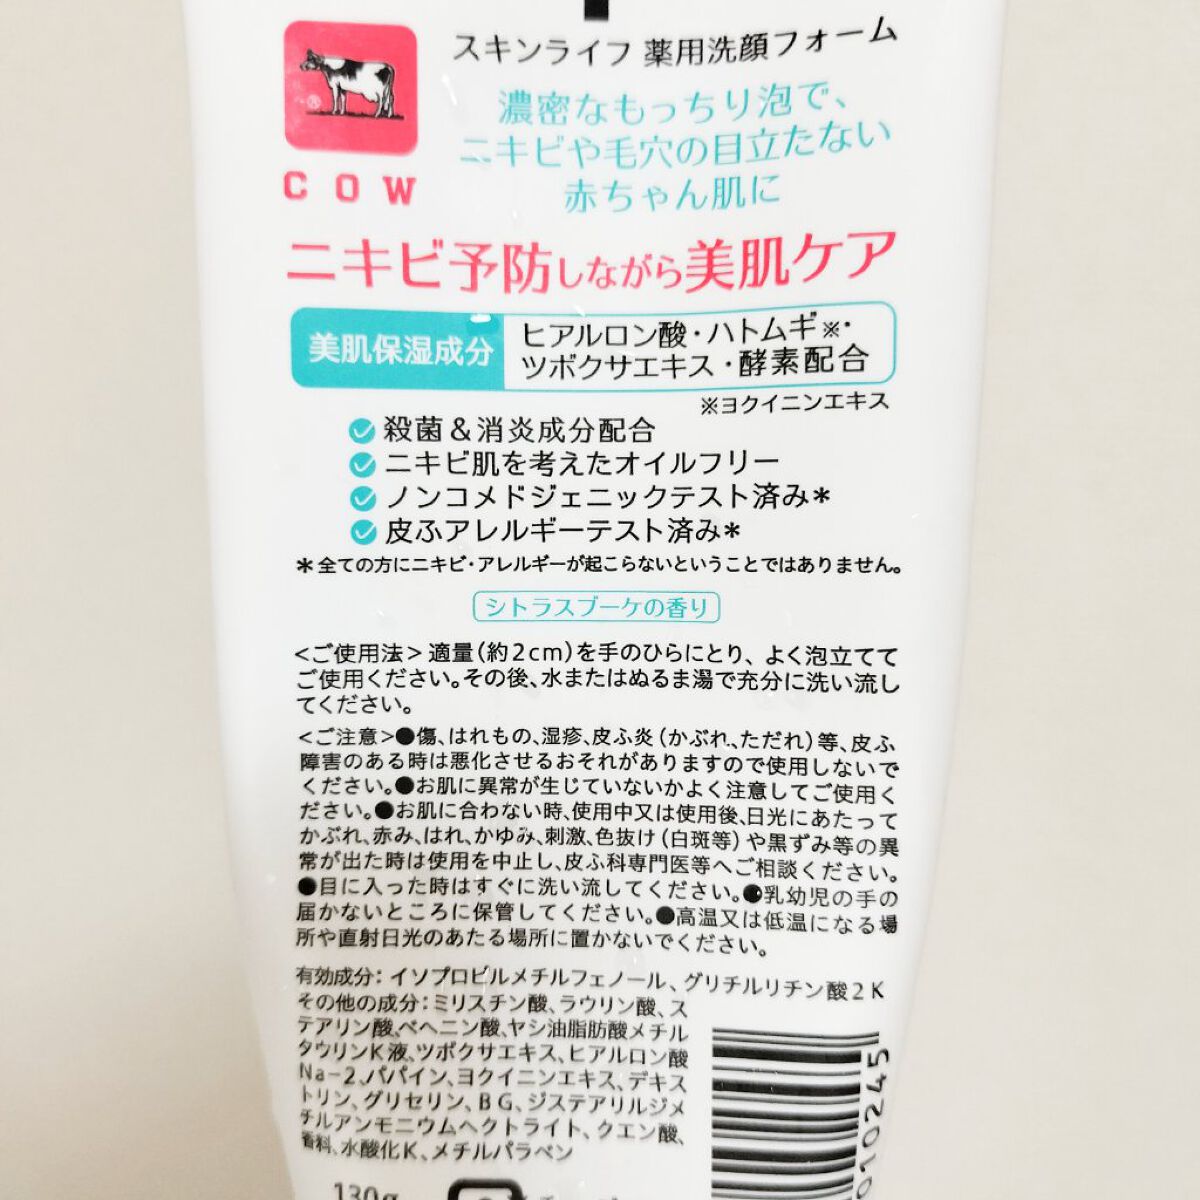 COW
スキンライフ 薬用洗顔フォーム
濃密なもっちり泡で、
ニキビや毛穴の目立たない
赤ちゃん肌に
ニキビ予防しながら美肌ケア
美肌保湿成分
ヒアルロン酸・ハトムギ※・
ツボクサエキス・酵素配合
※ヨクイニンエキス
殺菌&消炎成分配合
ニキビ肌を考えたオイルフリー
ノンコメドジェニックテスト済み*
皮ふアレルギーテスト済み*
*全ての方にニキビ・アレルギーが起こらないということではありません。
シトラスブーケの香り
<ご使用法>適量(約2cm)を手のひらにとり、よく泡立てて
ご使用ください。その後、水またはぬるま湯で充分に洗い流し
てください。
<ご注意>●傷、はれもの、湿疹、皮ふ炎(かぶれ、ただれ)等、皮ふ
障害のある時は悪化させるおそれがありますので使用しないで
ください。●お肌に異常が生じていないかよく注意してご使用く
ださい。●お肌に合わない時、使用中又は使用後、日光にあたって
かぶれ、赤み、はれ、かゆみ、刺激、色抜け(白斑等)や黒ずみ等の異
常が出た時は使用を中止し、皮ふ科専門医等へご相談ください。
●目に入った時はすぐに洗い流してください。●乳幼児の手の
届かないところに保管してください。●高温又は低温になる場
所や直射日光のあたる場所に置かないでください。
有効成分:イソプロピルメチルフェノール、グリチルリチン酸2K
その他の成分:ミリスチン酸、ラウリン酸、ス
テアリン酸、ベヘニン酸、ヤシ油脂肪酸メチル
タウリンK液、ツボクサエキス、ヒアルロン酸
Na-2、パパイン、ヨクイニンエキス、デキス
トリン、グリセリン、BG、ジステアリルジメ
チルアンモニウムヘクトライト、クエン酸、
香料、水酸化K、メチルパラベン
130g
010245